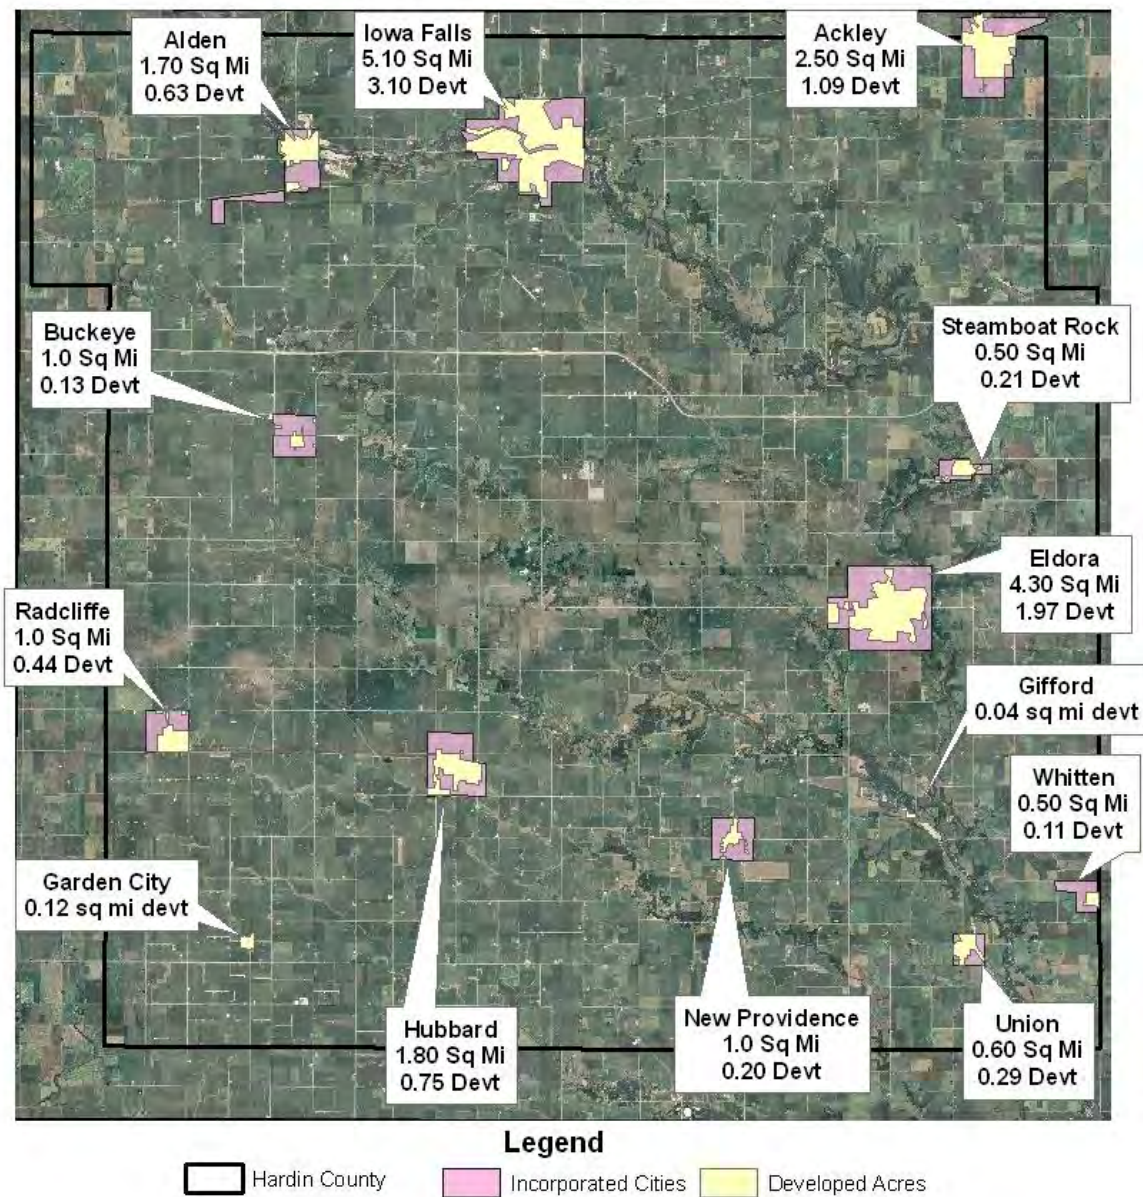 Alden
1.70 Sq Mi
0.63 Devt
Iowa Falls
5.10 Sq Mi
3.10 Devt
Ackley
2.50 Sq Mi
1.09 Devt
Buckeye
1.0 Sq Mi
0.13 Devt
Steamboat Rock
0.50 Sq Mi
0.21 Devt
Eldora
4.30 Sq Mi
1.97 Devt
Radcliffe
1.0 Sq Mi
0.44 Devt
Gifford
0.04 sq mi devt
Whitten
0.50 Sq Mi
0.11 Devt
Garden City
0.12 sq mi devt
Hubbard
1.80 Sq Mi
0.75 Devt
New Providence
1.0 Sq Mi
0.20 Devt
Union
0.60 Sq Mi
0.29 Devt
Legend
Hardin County
Incorporated Cities
Developed Acres